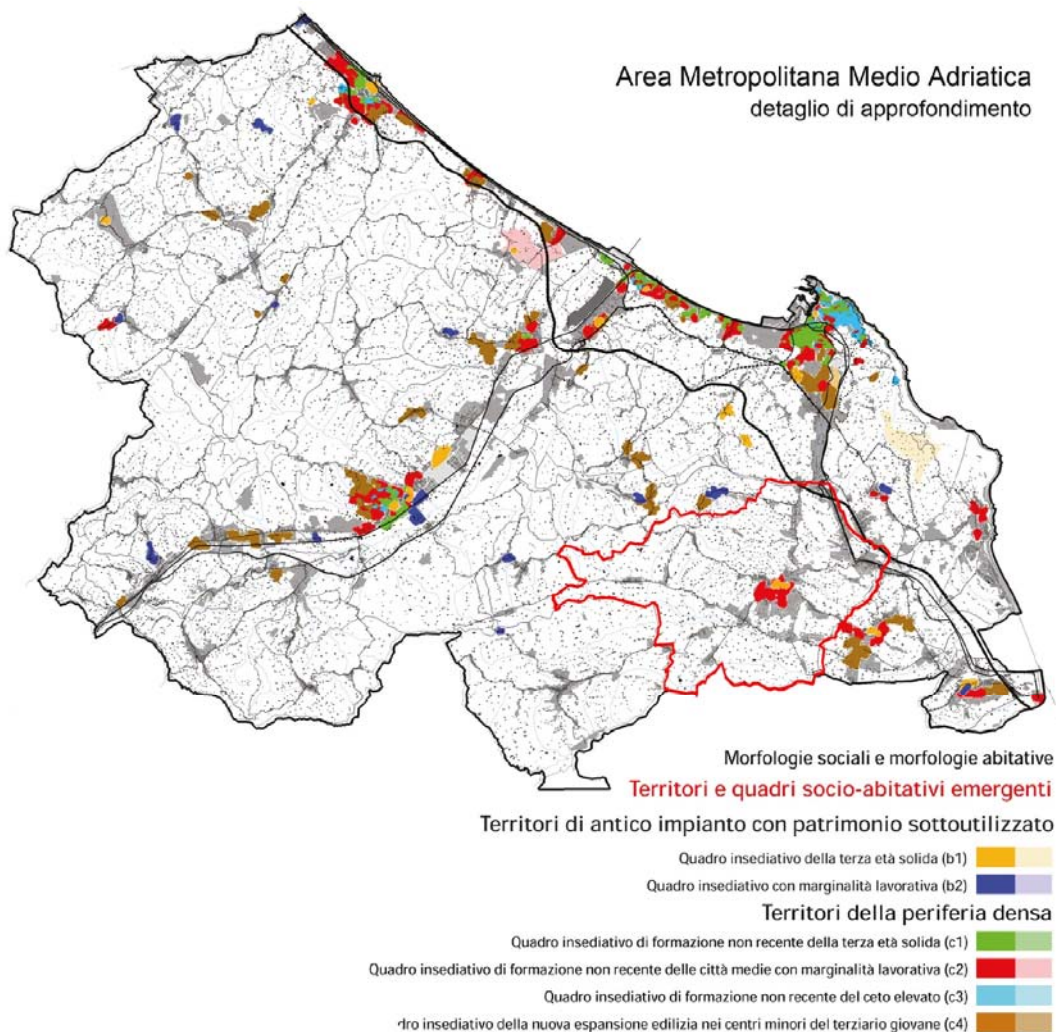 Area Metropolitana Medio Adriatica
detaglio di approfondimento
Morfologie sociali e morfologie abitative
Territori e quadri socio-abitativi emergenti
Territori di antico impianto con patrimonio sottoutilizzato
Quadro insediativo della terza età solida (b1)
Quadro insediativo con marginalità lavorativa (b2)
Territori della periferia densa
Quadro insediativo di formazione non recente della terza età solida (c1)
Quadro insediativo di formazione non recente delle città medie con marginalità lavorativa (c2)
Quadro insediativo di formazione non recente del ceto elevato (c3)
dro insediativo della nuova espansione edilizia nei centri minori del terziario giovane (c4)